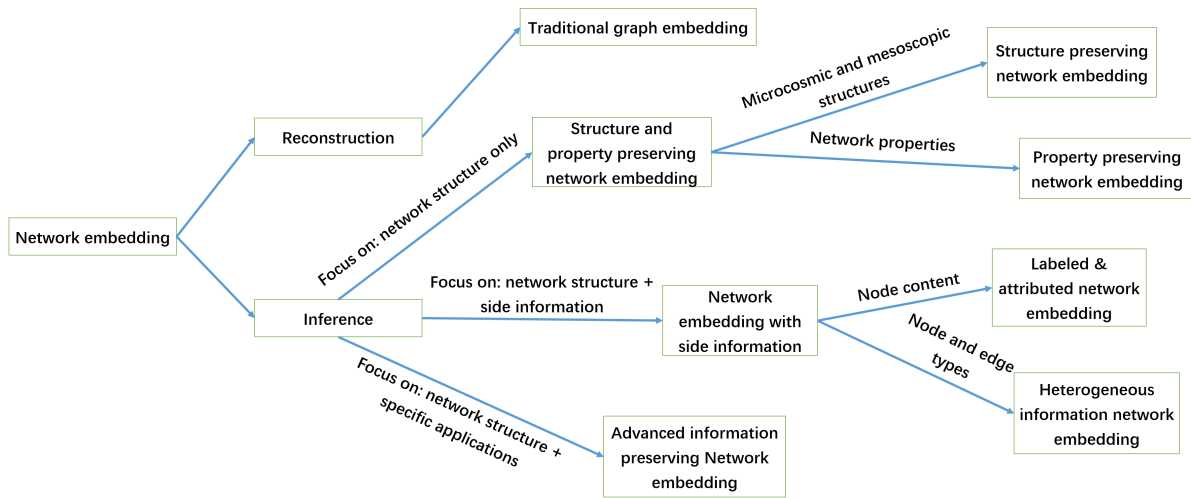 Traditional graph embedding
Microcosmic and mesoscopic
structures
Structure preserving
network embedding
Reconstruction
Structure and
property preserving
network embedding
Network properties
Property preserving
network embedding
Focus on: network structure only
Network embedding
Focus on: network structure +
side information
Node content
Labeled &
attributed network
embedding
Inference
Network
embedding with
side information
Node and edge
types
Focus on: network structure +
specific applications
Heterogeneous
information network
embedding
Advanced information
preserving Network
embedding